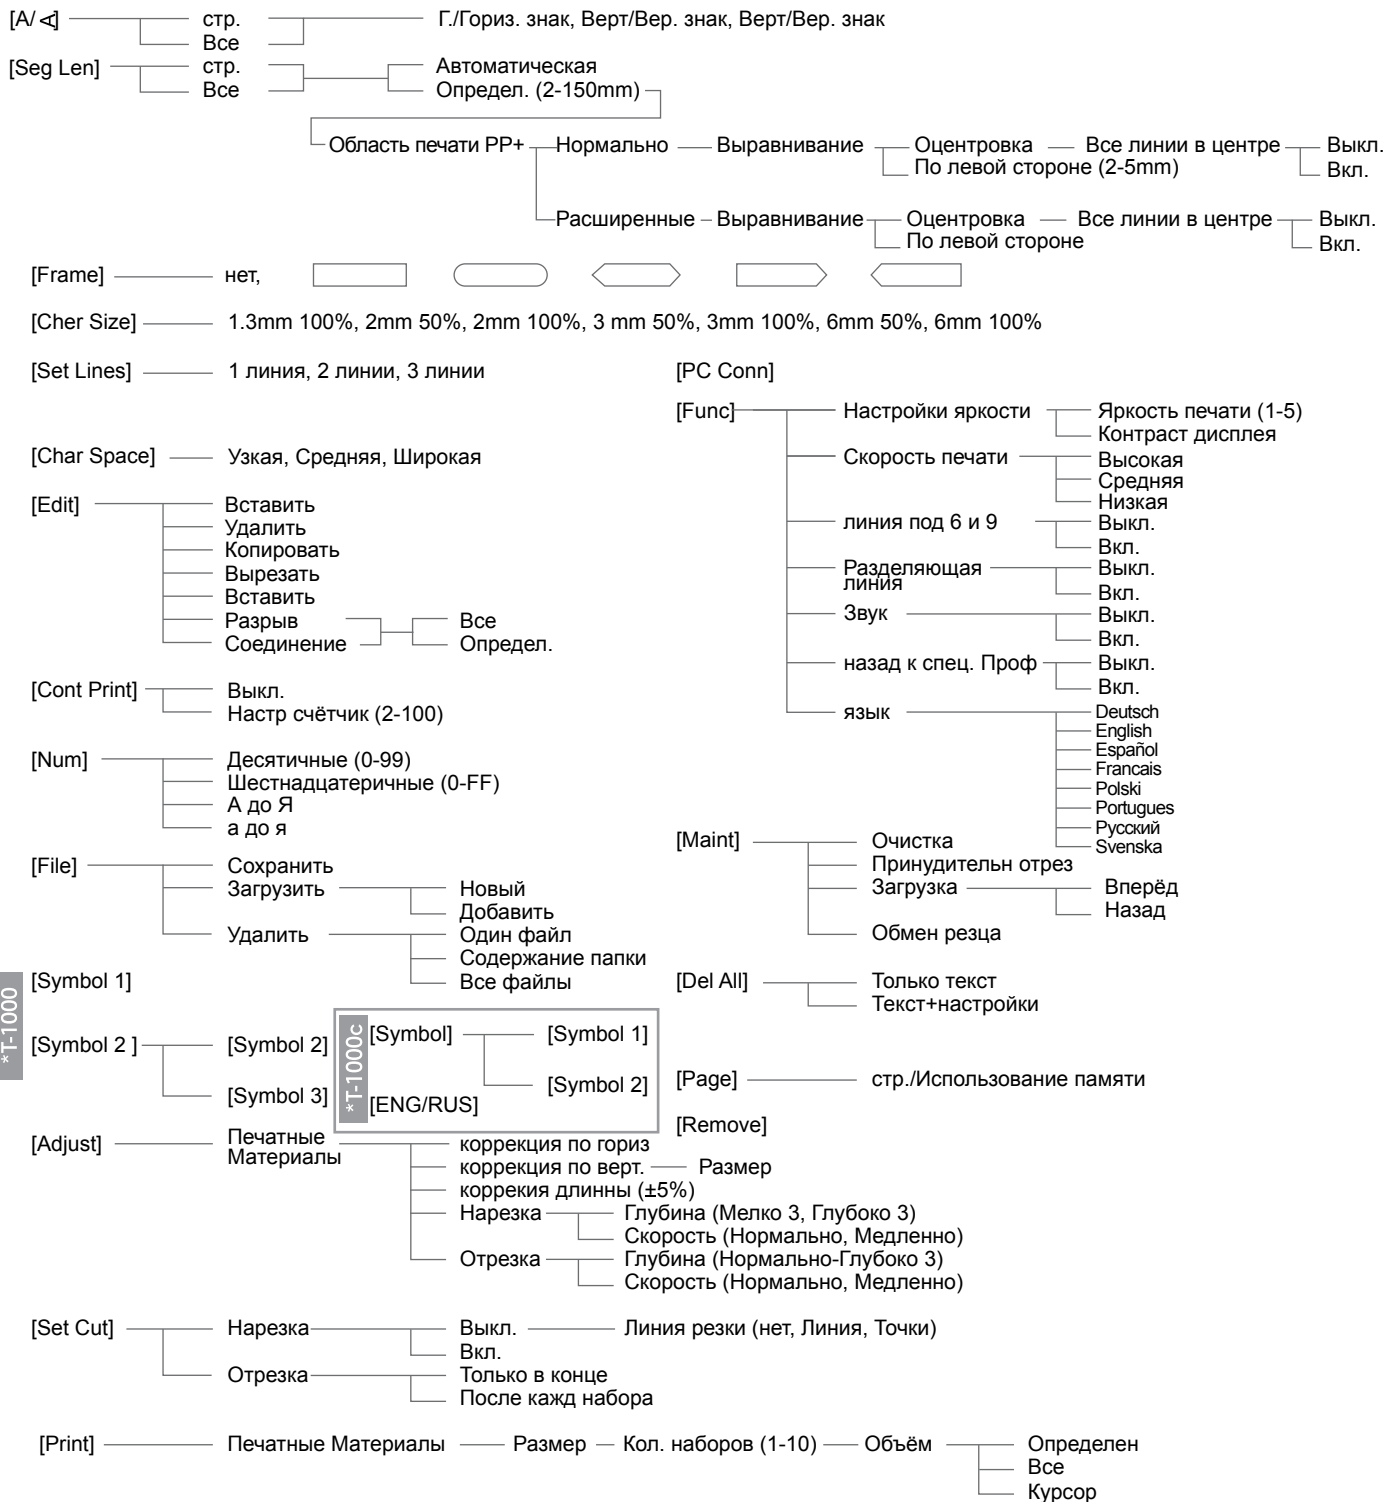 [A/ A] стр. Г./Гориз. знак, Верт/Вер. знак, Верт/Вер. знак
Все
[Seg Len] стр. Автоматическая
Все Определ. (2-150mm)
Область печати PP+ Нормально Выравнивание Оцентровка Все линии в центре Выкл.
По левой стороне (2-5mm) Вкл.
Расширенные Выравнивание Оцентровка Все линии в центре Выкл.
По левой стороне Вкл.
[Frame] нет,
[Cher Size] 1.3mm 100%, 2mm 50%, 2mm 100%, 3 mm 50%, 3mm 100%, 6mm 50%, 6mm 100%
[Set Lines] 1 линия, 2 линии, 3 линии
[Char Space] Узкая, Средняя, Широкая
[Edit] Вставить
Удалить
Копировать
Вырезать
Вставить
Разрыв Все
Соединение Определ.
[Cont Print] Выкл.
Настр счётчик (2-100)
[Num] Десятичные (0-99)
Шестнадцатеричные (0-FF)
А до Я
а до я
[File] Сохранить
Загрузить Новый
Добавить
Удалить Один файл
Содержание папки
Все файлы
*T-1000
[Symbol 1]
[Symbol 2 ] [Symbol 2]
[Symbol 3]
*T-1000c
[Symbol] [Symbol 1]
[Symbol 2]
[ENG/RUS]
[PC Conn]
[Func] Настройки яркости Яркость печати (1-5)
Контраст дисплея
Скорость печати Высокая
Средняя
Низкая
линия под 6 и 9 Выкл.
Вкл.
Разделяющая Выкл.
линия Вкл.
Звук Выкл.
Вкл.
назад к спец. Проф Выкл.
Вкл.
язык Deutsch
English
Español
Francais
Polski
Portugues
Русский
Svenska
[Maint] Очистка
Принудительн отрез
Загрузка Вперёд
Назад
Обмен резца
[Del All] Только текст
Текст+настройки
[Page] стр./Использование памяти
[Remove]
[Adjust] Печатные коррекция по гориз
Материалы коррекция по верт. Размер
коррекия длинны (±5%)
Нарезка Глубина (Мелко 3, Глубоко 3)
Скорость (Нормально, Медленно)
Отрезка Глубина (Нормально-Глубоко 3)
Скорость (Нормально, Медленно)
[Set Cut] Нарезка Выкл. Линия резки (нет, Линия, Точки)
Вкл.
Отрезка Только в конце
После кажд набора
[Print] Печатные Материалы Размер Кол. наборов (1-10) Объём Определен
Все
Курсор